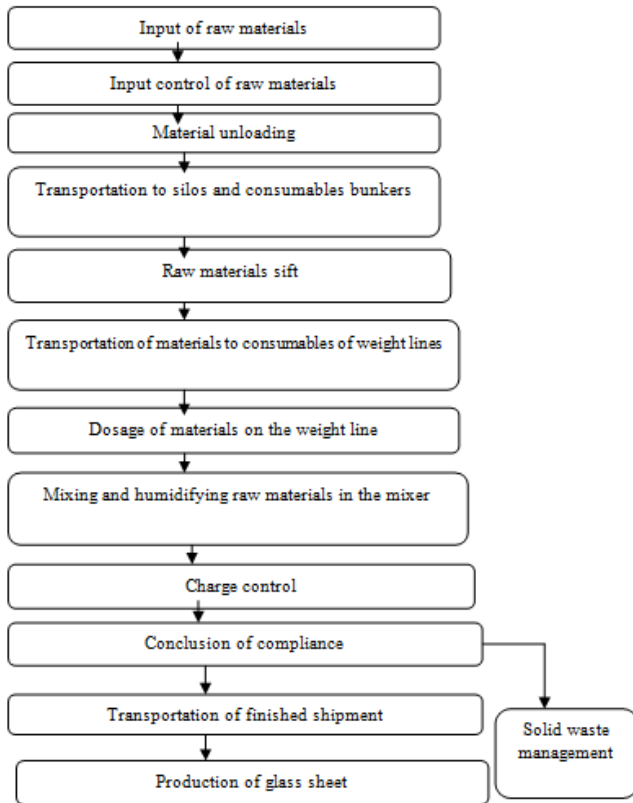 Input of raw materials
Input control of raw materials
Material unloading
Transportation to silos and consumables bunkers
Raw materials sift
Transportation of materials to consumables of weight lines
Dosage of materials on the weight line
Mixing and humidifying raw materials in the mixer
Charge control
Conclusion of compliance
Transportation of finished shipment
Solid waste
management
Production of glass sheet